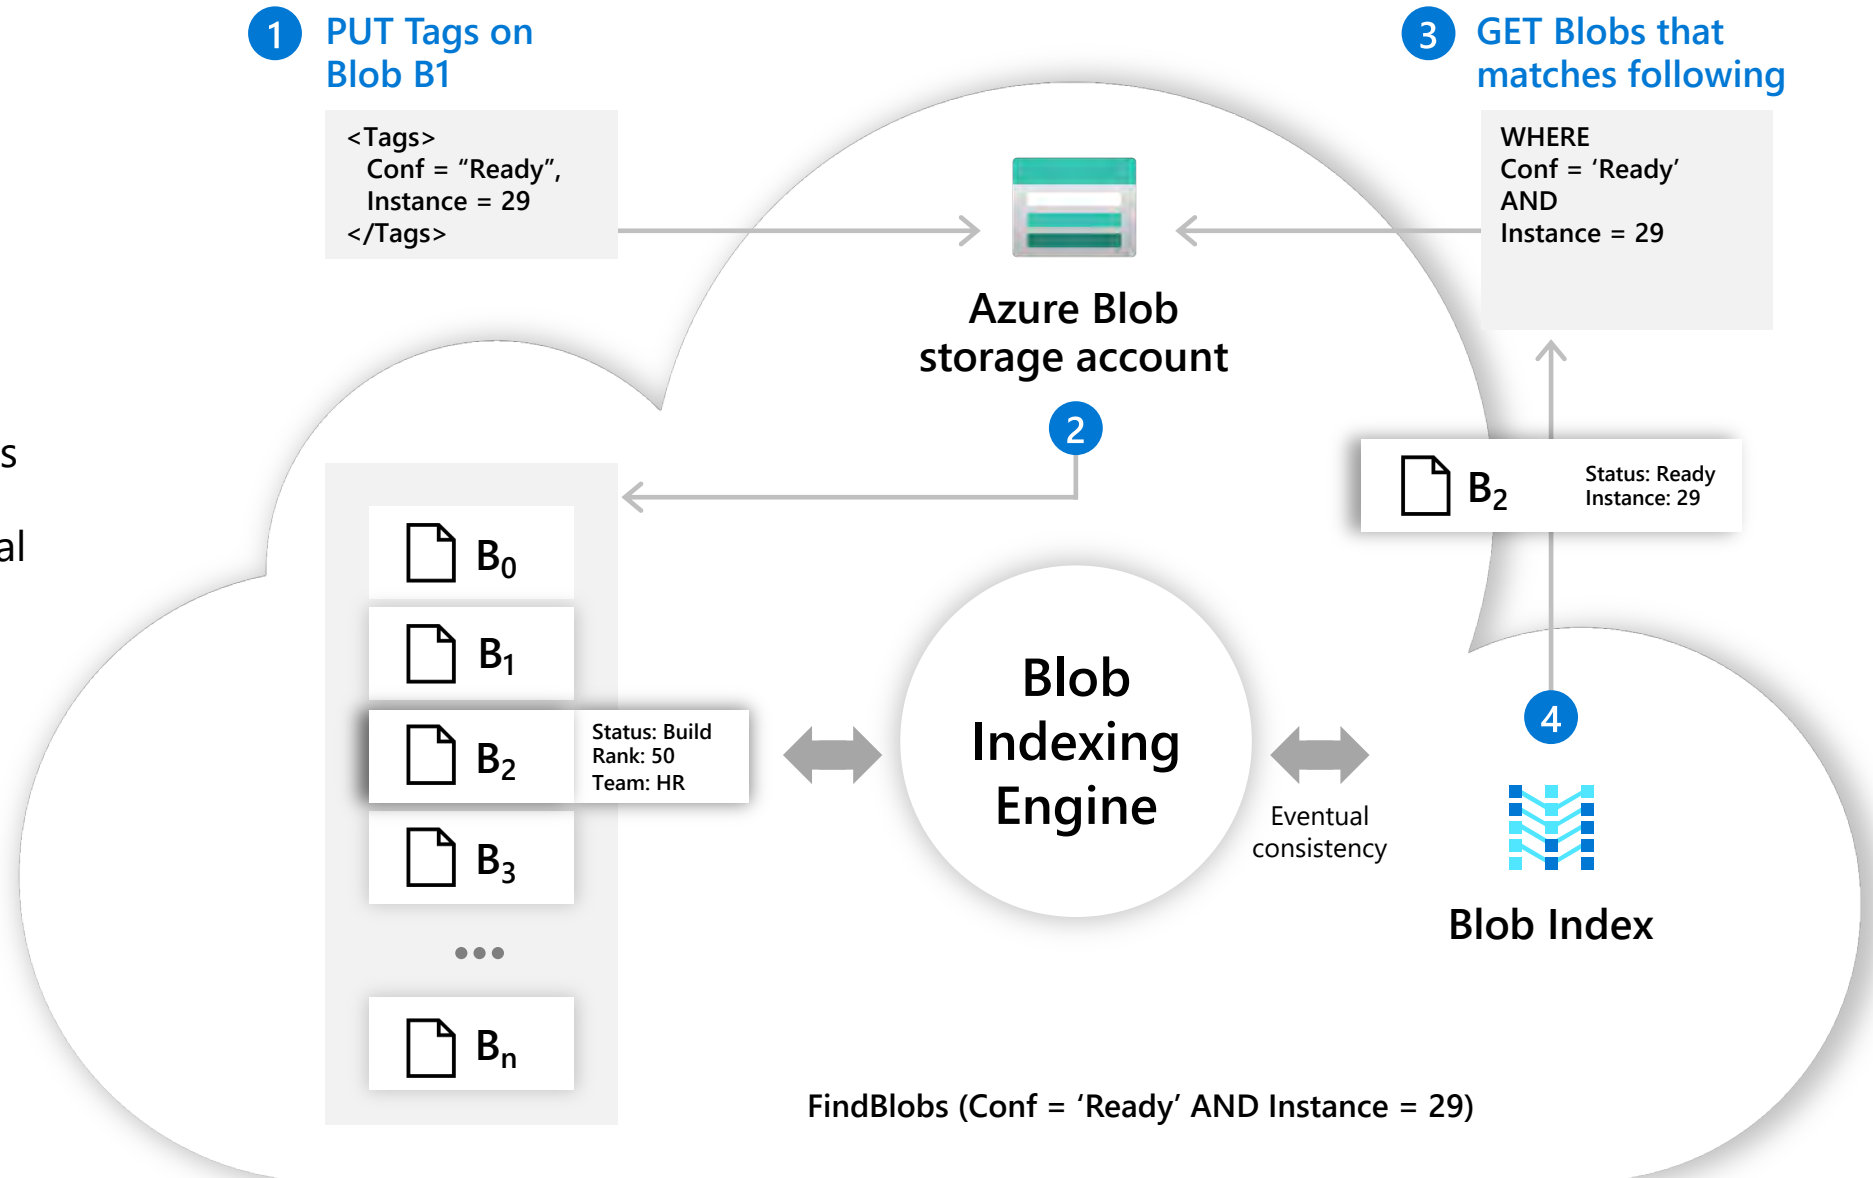 1 PUT Tags on
Blob B1
<Tags>
Conf = “Ready”,
Instance = 29
</Tags>
3 GET Blobs that
matches following
WHERE
Conf = ‘Ready’
AND
Instance = 29
Azure Blob
storage account
2
s
al
B0
B1
B2
Status: Build
Rank: 50
Team: HR
B3
•••
Bn
Blob
Indexing
Engine
Eventual
consistency
B2
Status: Ready
Instance: 29
4
Blob Index
FindBlobs (Conf = ‘Ready’ AND Instance = 29)